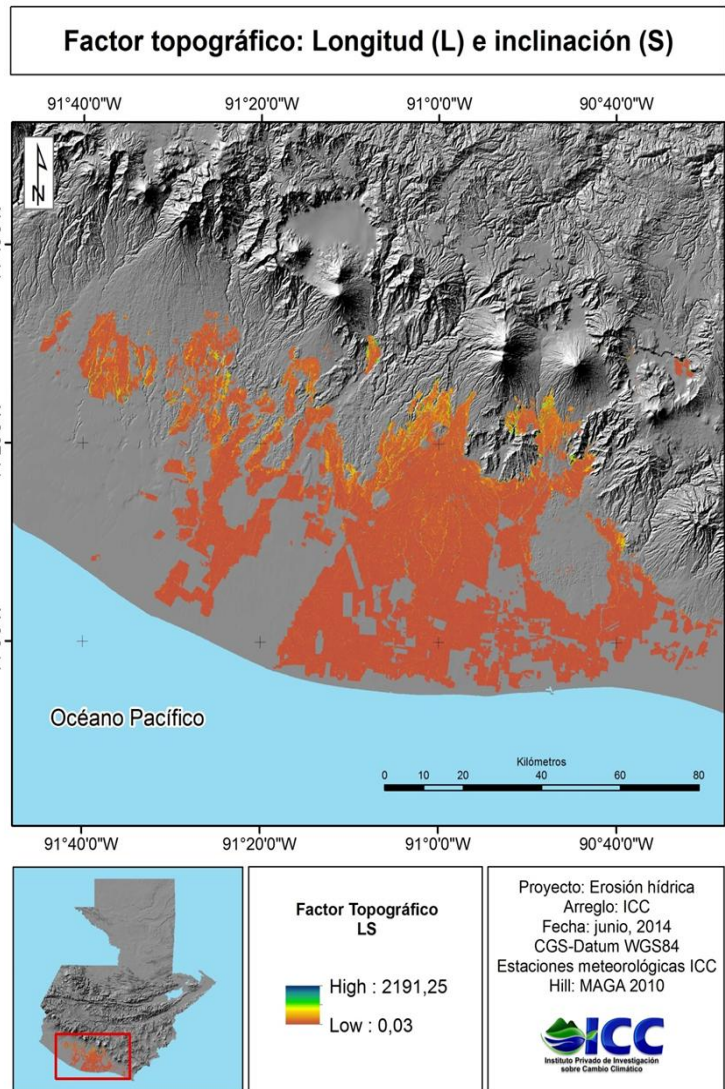 Factor topográfico: Longitud (L) e inclinación (S)
91°40'0"W 91°20'0"W 91°0'0"W 90°40'0"W
Z
Océano Pacífico
Kilómetros
0 10 20 40 60 80
91°40'0"W 91°20'0"W 91°0'0"W 90°40'0"W
Factor Topográfico
LS
High : 2191,25
Low : 0,03
Proyecto: Erosión hídrica
Arreglo: ICC
Fecha: junio, 2014
CGS-Datum WGS84
Estaciones meteorológicas ICC
Hill: MAGA 2010
ICC
Instituto Privado de Investigación
sobre Cambio Climático